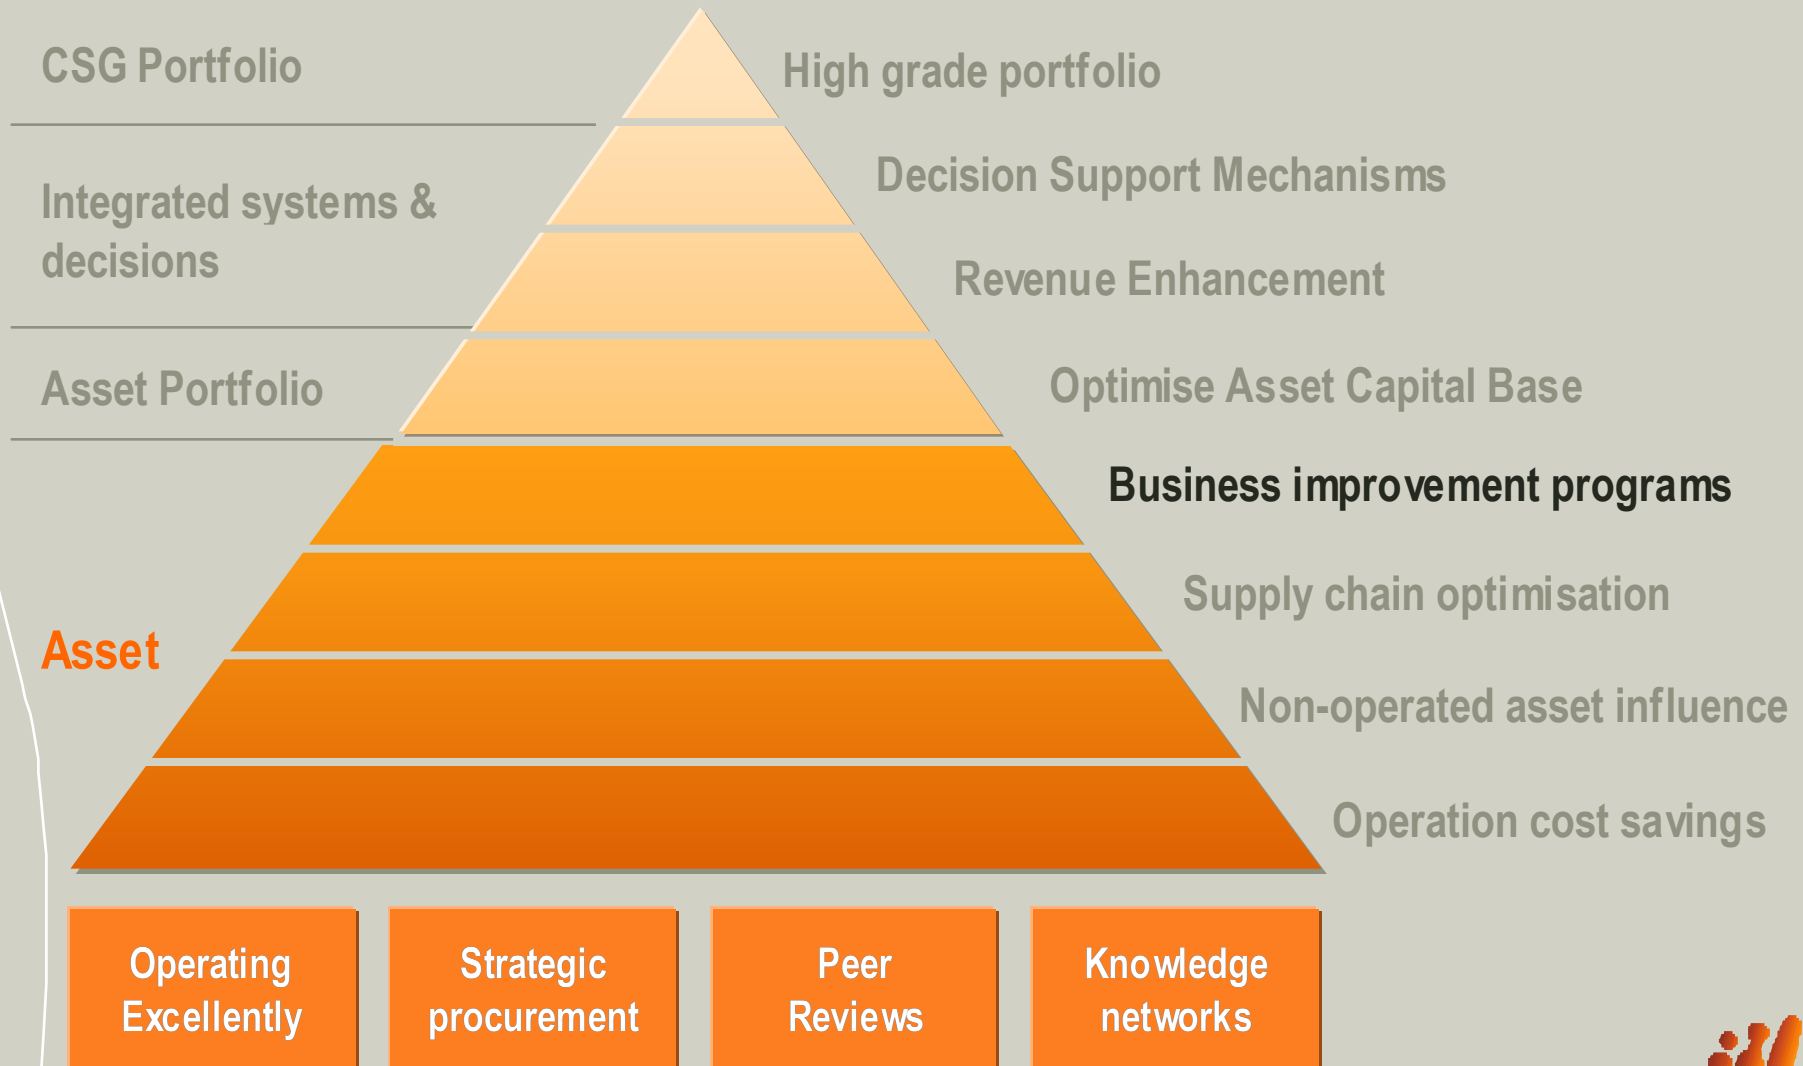 CSG Portfolio
High grade portfolio
Decision Support Mechanisms
Integrated systems &
decisions
Revenue Enhancement
Asset Portfolio
Optimise Asset Capital Base
Business improvement programs
Supply chain optimisation
Asset
Non-operated asset influence
Operation cost savings
Operating
Excellently
Strategic
procurement
Peer
Reviews
Knowledge
networks